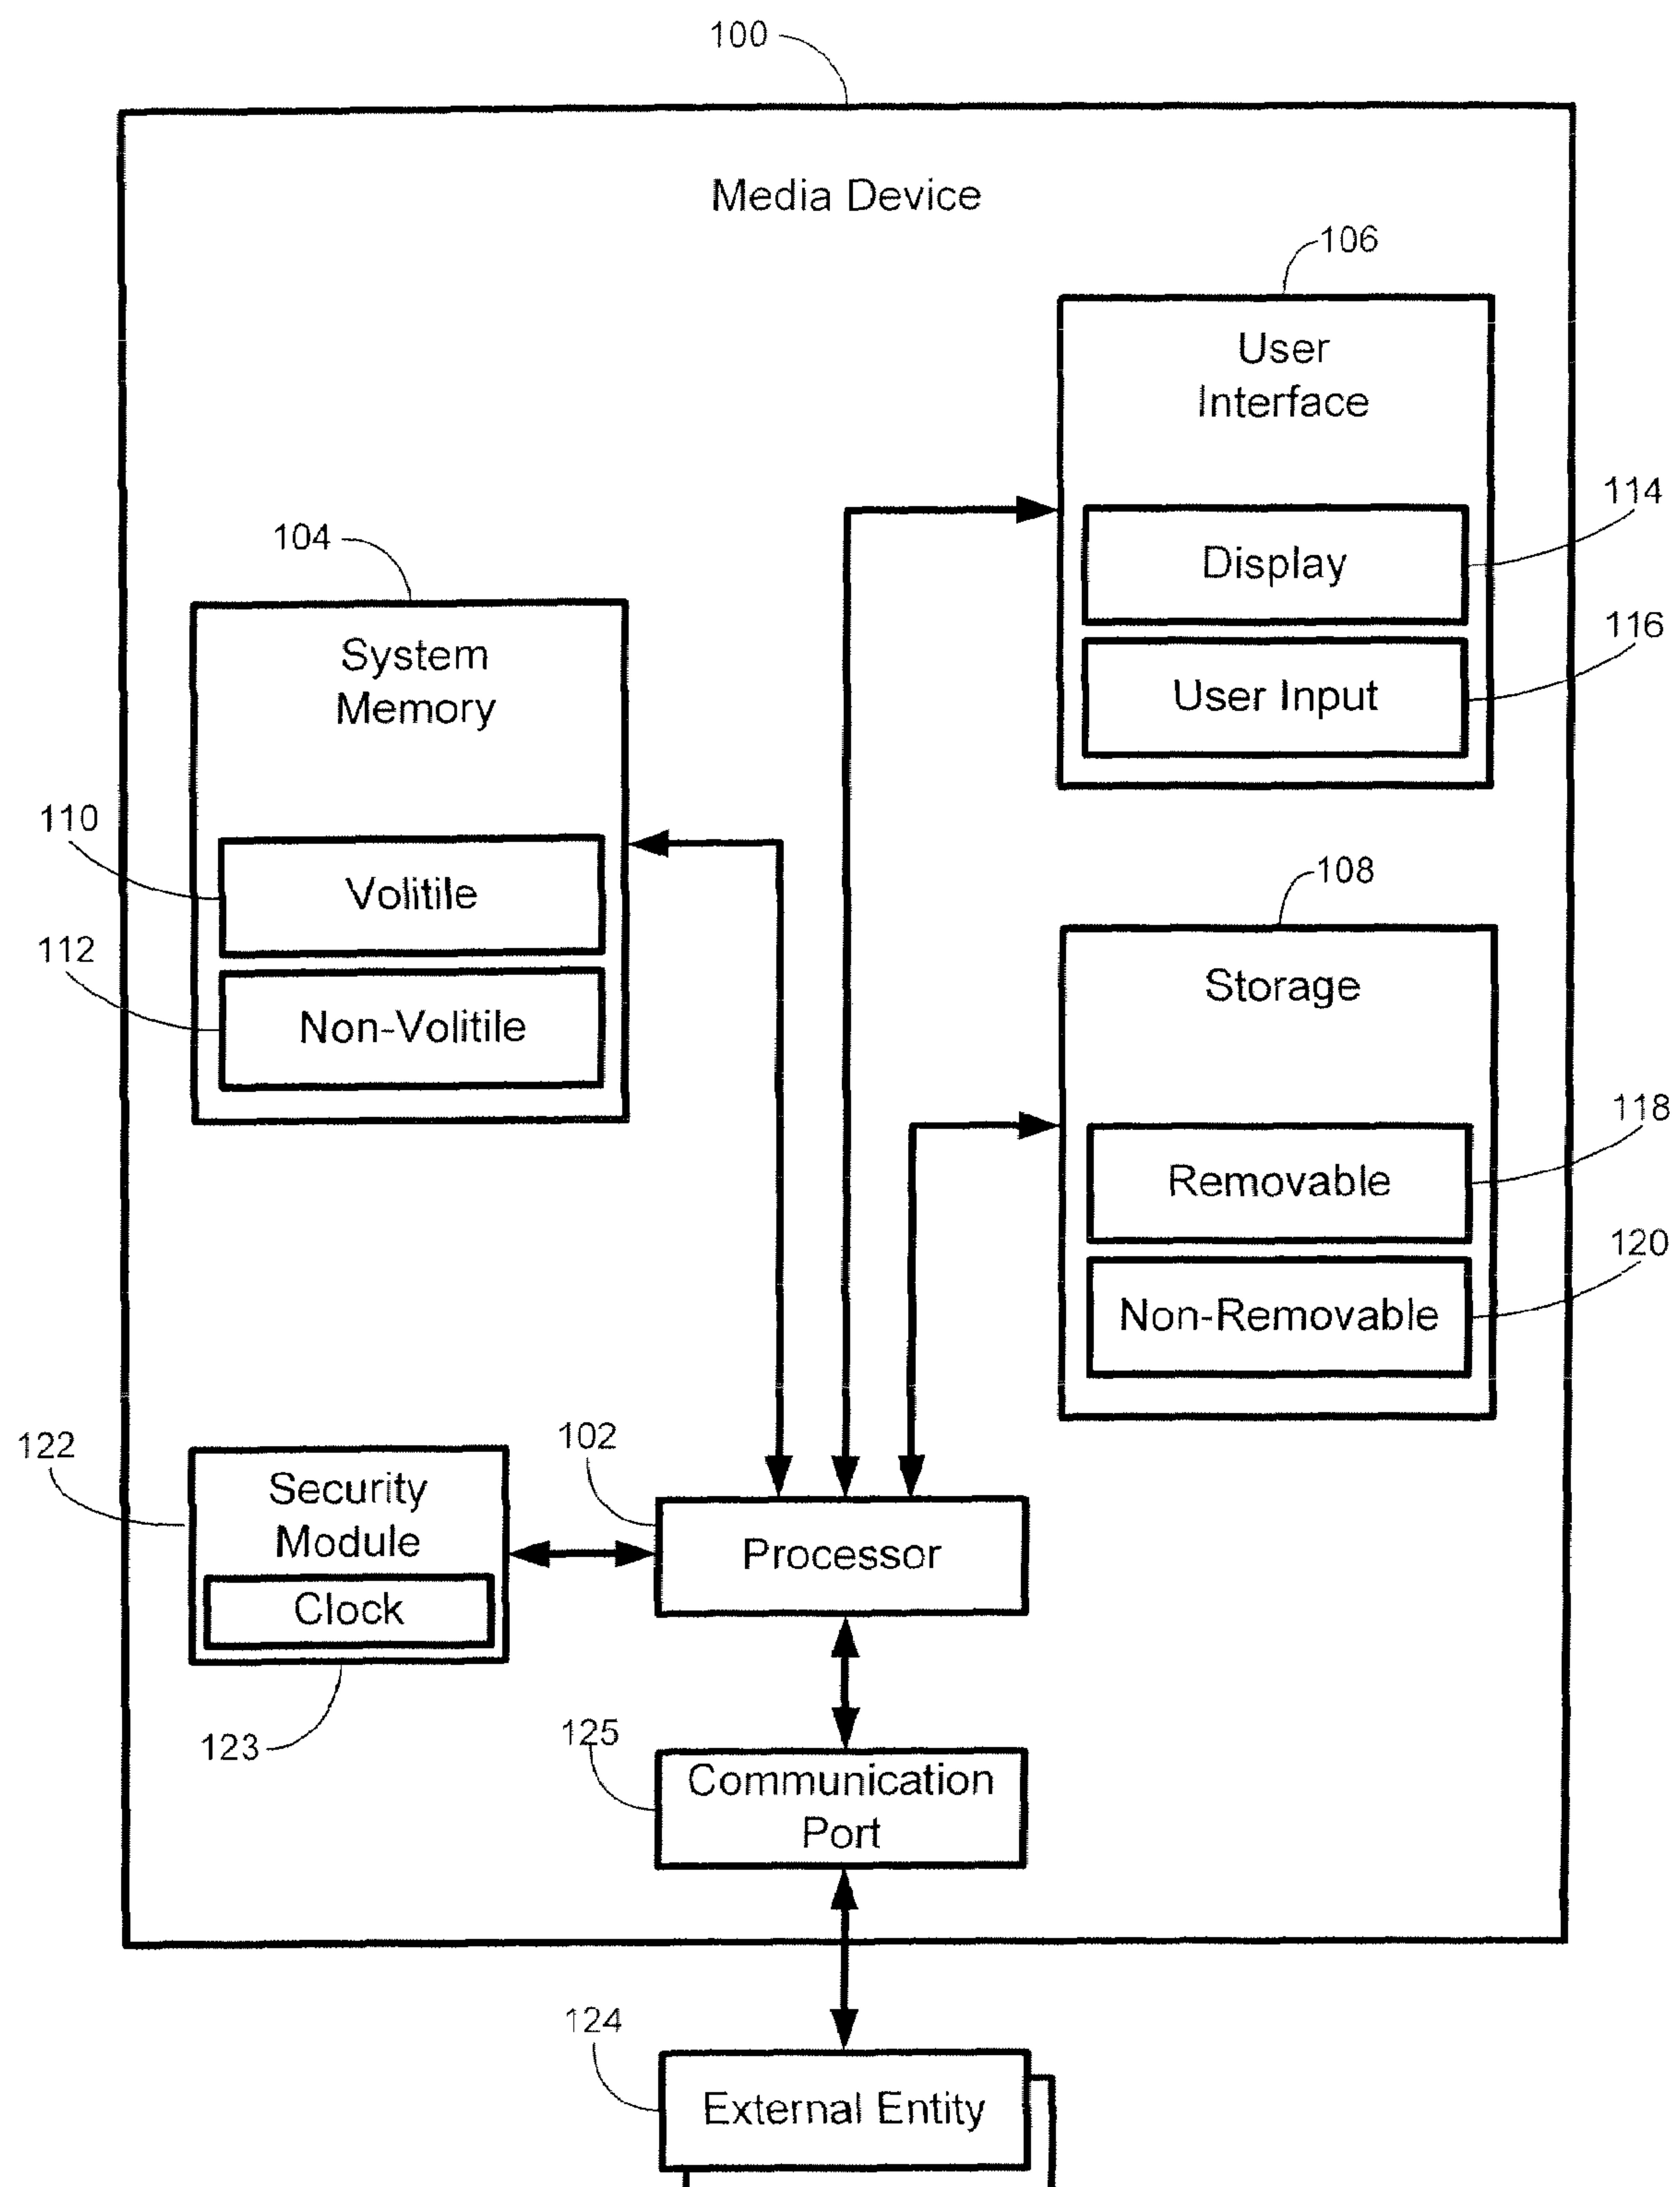 100
Media Device
106
User
Interface
114
Display
116
User Input
104
System
Memory
110
Volitile
112
Non-Volitile
108
Storage
118
Removable
120
Non-Removable
122
Security
Module
Clock
123
102
Processor
125
Communication
Port
124
External Entity